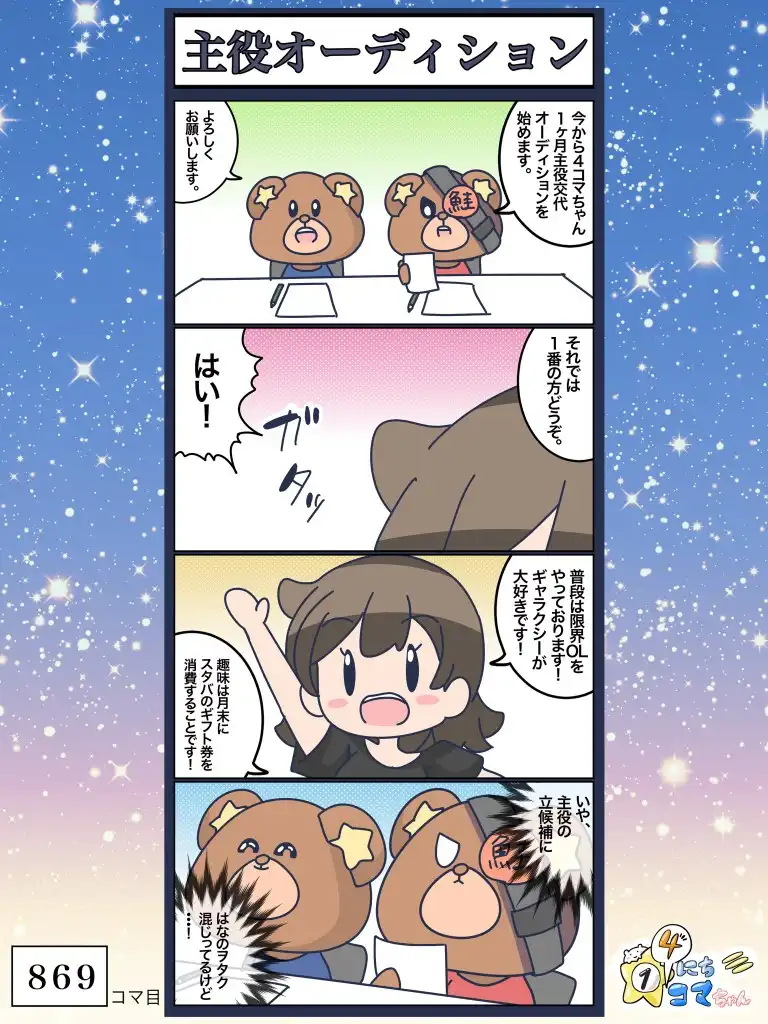 主役オーディション
今から４コマちゃん
１ヶ月主役交代
オーディションを
始めます。
鮭
よろしく
お願いします。
それでは
１番の方どうぞ。
ガ
タッ
はい！
普段は限界OLを
やっております！
ギャラクシーが
大好きです！
趣味は月末に
スタバのギフト券を
消費することです！
いや、
主役の
立候補に
はなのヲタク
混じってるけど
…！
869
コマ目
1
にち
4
コマ
ちゃん